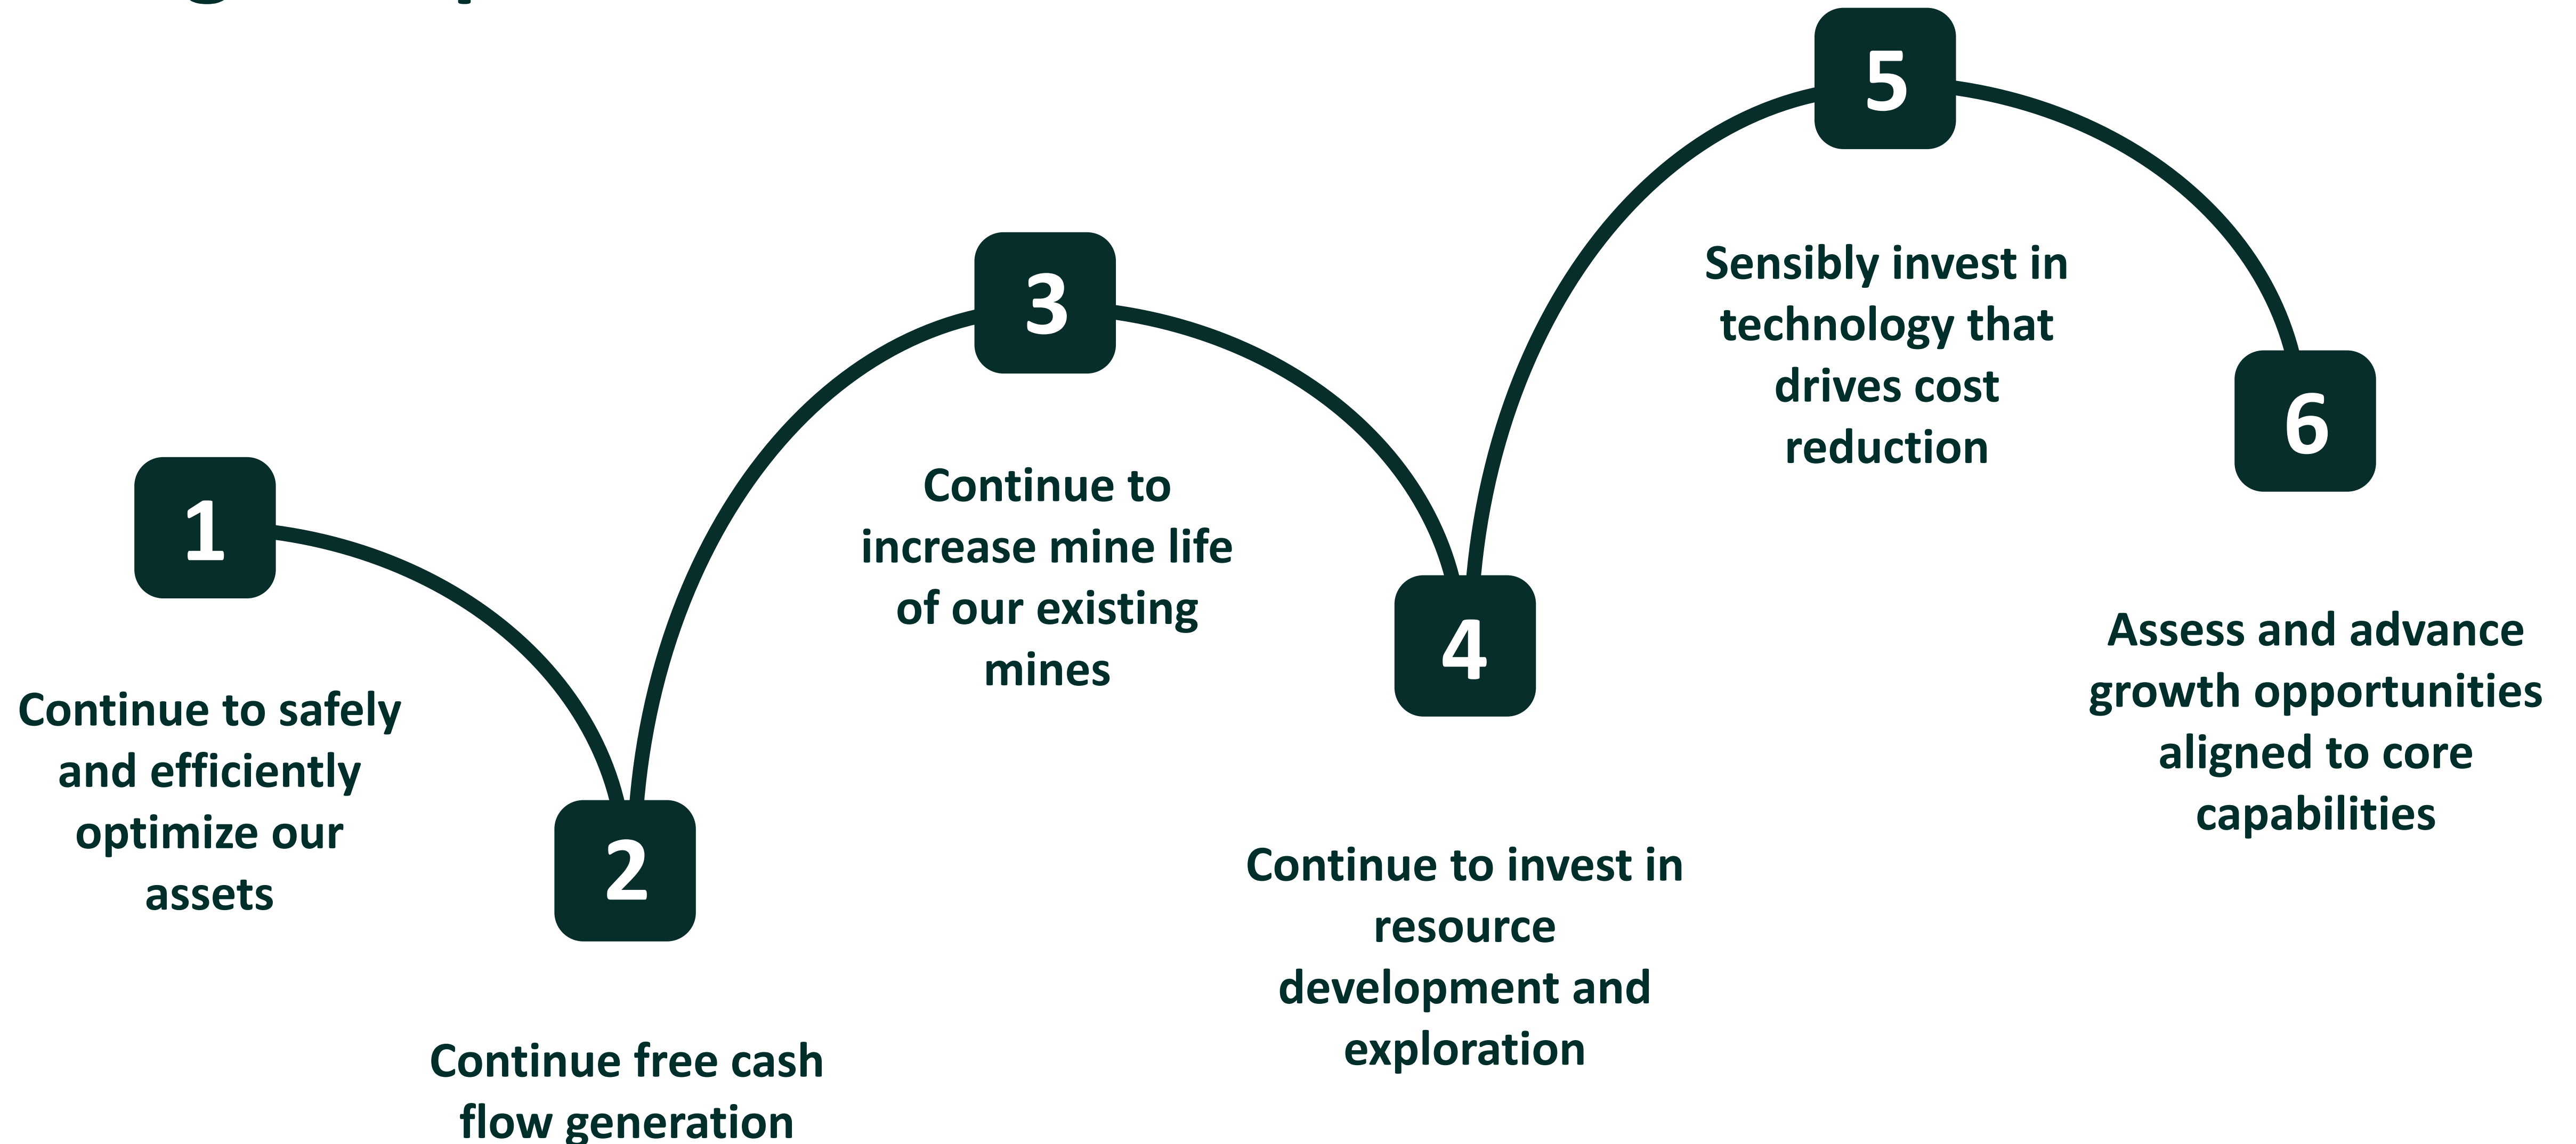 1
Continue to safely
and efficiently
optimize our
assets
2
Continue free cash
flow generation
3
Continue to
increase mine life
of our existing
mines
4
Continue to invest in
resource
development and
exploration
5
Sensibly invest in
technology that
drives cost
reduction
6
Assess and advance
growth opportunities
aligned to core
capabilities